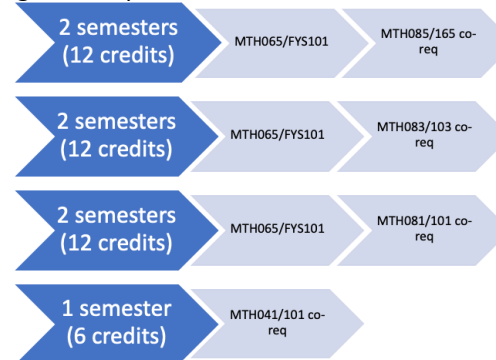 2 semesters
(12 credits)
MTH065/FYS101
MTH085/165 co-
req
2 semesters
(12 credits)
MTH065/FYS101
MTH083/103 co-
req
2 semesters
(12 credits)
MTH065/FYS101
MTH081/101 co-
req
1 semester
(6 credits)
MTH041/101 co-
req